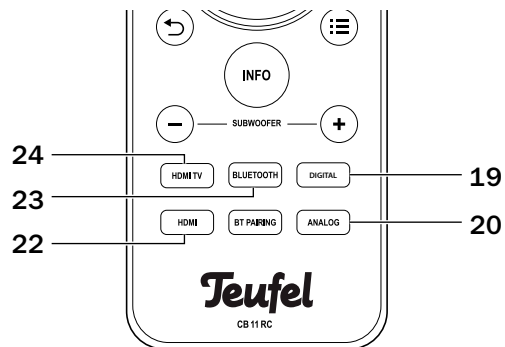 INFO
− SUBWOOFER +
24
HDMI TV BLUETOOTH DIGITAL
19
23
HDMI BT PAIRING ANALOG
20
22
Teufel
CB 11 RC